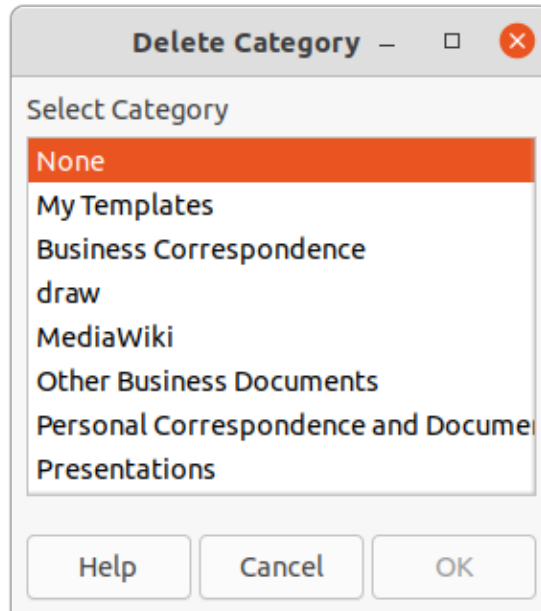 Delete Category
Select Category
None
My Templates
Business Correspondence
draw
MediaWiki
Other Business Documents
Personal Correspondence and Docume
Presentations
Help Cancel OK